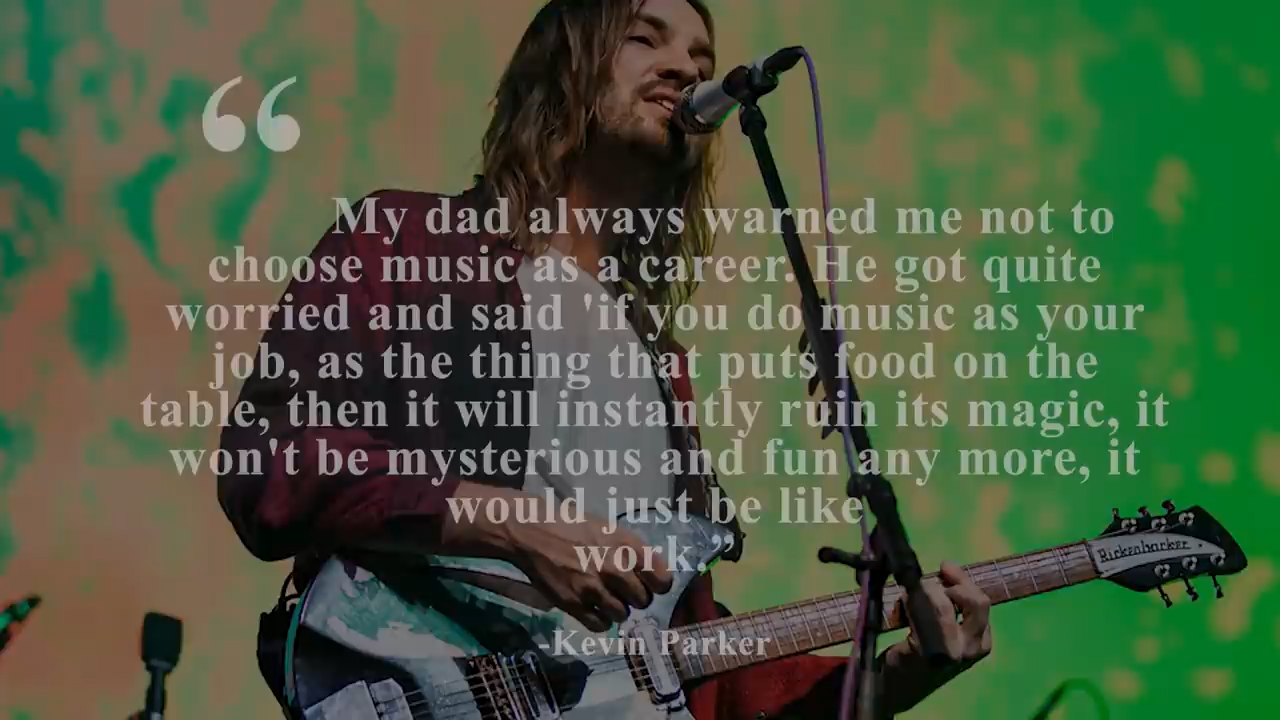 “
My dad always warned me not to
choose music as a career. He got quite
worried and said 'if you do music as your
job, as the thing that puts food on the
table, then it will instantly ruin its magic, it
won't be mysterious and fun any more, it
would just be like
work.”
-Kevin Parker
Rickenbacker